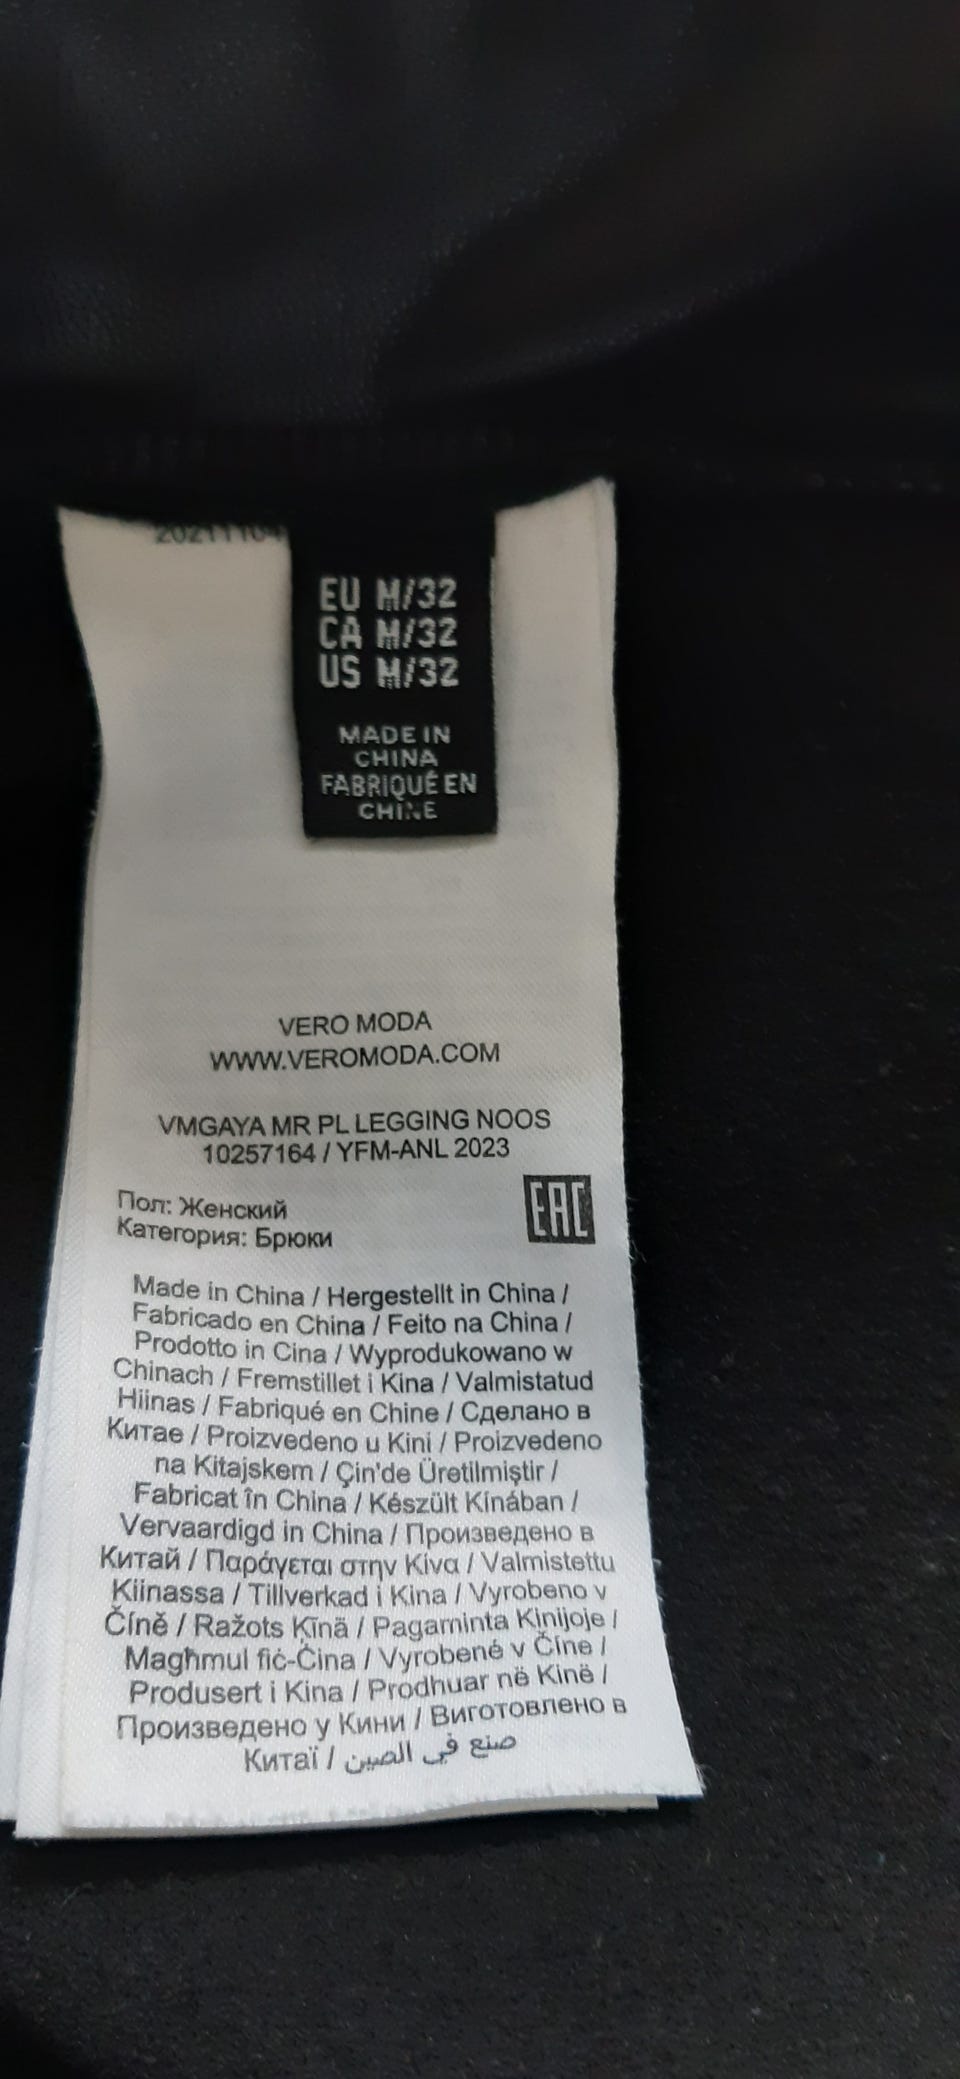 20211104
EU M/32
CA M/32
US M/32
MADE IN
CHINA
FABRIQUÉ EN
CHINE
VERO MODA
WWW.VEROMODA.COM
VMGAYA MR PL LEGGING NOOS
10257164 / YFM-ANL 2023
Пол: Женский
Категория: Брюки
EAC
Made in China / Hergestellt in China /
Fabricado en China / Feito na China /
Prodotto in Cina / Wyprodukowano w
Chinach / Fremstillet i Kina / Valmistatud
Hiinas / Fabriqué en Chine / Сделано в
Китае / Proizvedeno u Kini / Proizvedeno
na Kitajskem / Çin'de Üretilmiştir /
Fabricat în China / Készült Kínában /
Vervaardigd in China / Произведено в
Китай / Παράγεται στην Κίνα / Valmistettu
Kiinassa / Tillverkad i Kina / Vyrobeno v
Číně / Ražots Ķīnā / Pagaminta Kinijoje /
Magħmul fiċ-Ċina / Vyrobené v Číne /
Produsert i Kina / Prodhuar në Kinë /
Произведено у Кини / Виготовлено в
Китаї / صنع في الصين